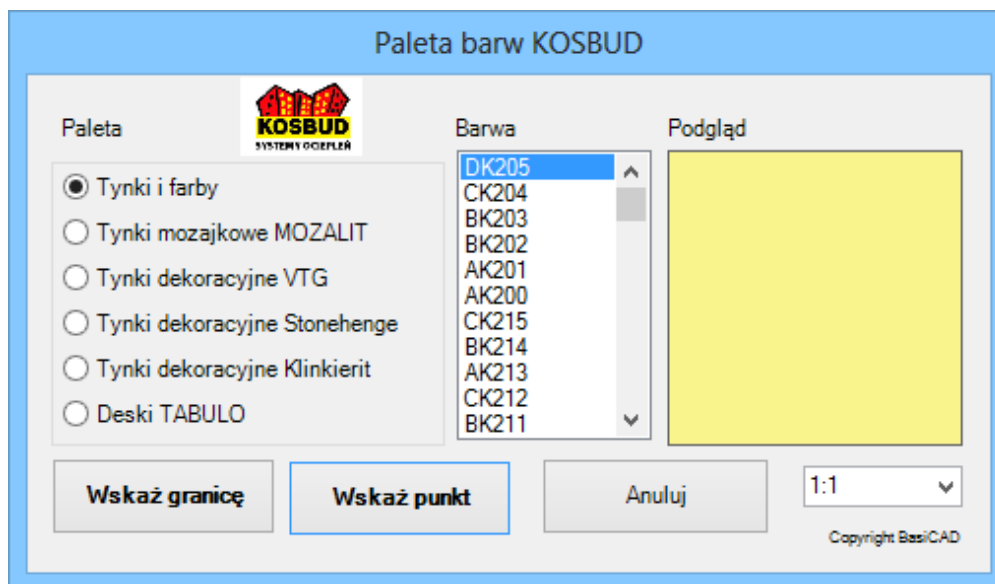 Paleta barw KOSBUD
Paleta
KOSBUD
SYSTEMY OCIEPLEŃ
Barwa
Podgląd
Tynki i farby
Tynki mozajkowe MOZALIT
Tynki dekoracyjne VTG
Tynki dekoracyjne Stonehenge
Tynki dekoracyjne Klinkierit
Deski TABULO
DK205
CK204
BK203
BK202
AK201
AK200
CK215
BK214
AK213
CK212
BK211
Wskaż granicę
Wskaż punkt
Anuluj
1:1
Copyright BasiCAD